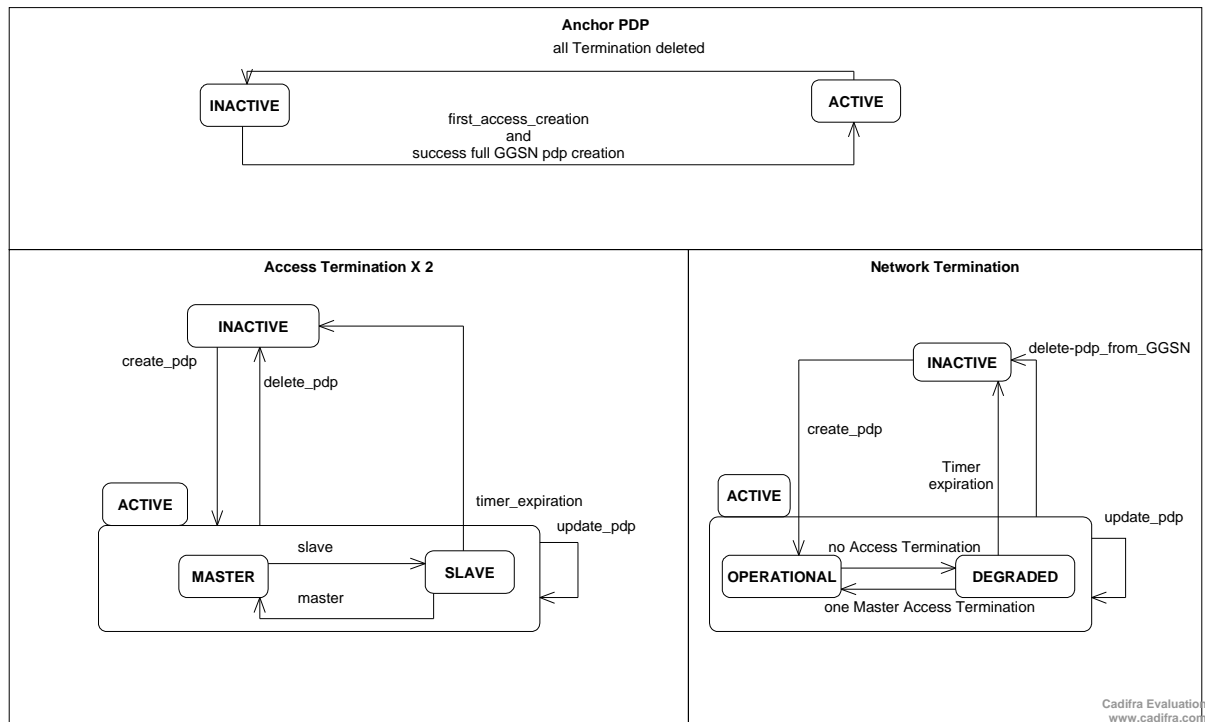 Anchor PDP
all Termination deleted
INACTIVE
ACTIVE
first_access_creation
and
success full GGSN pdp creation
Access Termination X 2
INACTIVE
create_pdp
delete_pdp
timer_expiration
ACTIVE
update_pdp
slave
MASTER
SLAVE
master
Network Termination
delete-pdp_from_GGSN
INACTIVE
create_pdp
Timer
expiration
ACTIVE
update_pdp
no Access Termination
OPERATIONAL
DEGRADED
one Master Access Termination
Cadifra Evaluation
www.cadifra.com